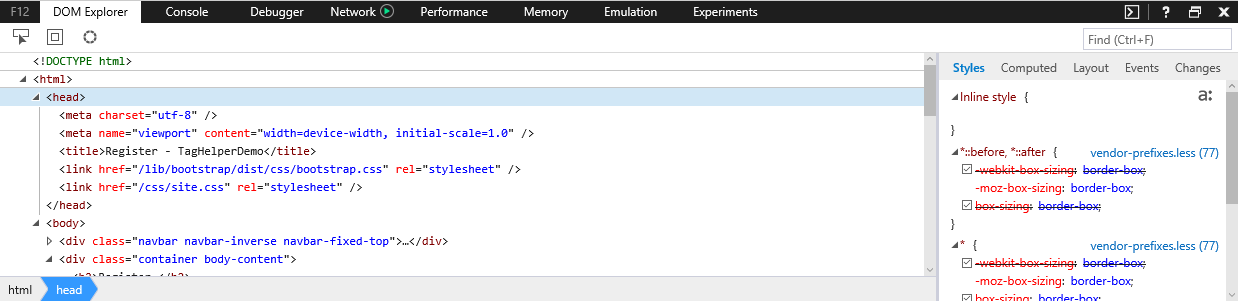 F12 DOM Explorer Console Debugger Network Performance Memory Emulation Experiments ?
Find (Ctrl+F)
<!DOCTYPE html>
<html>
<head>
<meta charset="utf-8" />
<meta name="viewport" content="width=device-width, initial-scale=1.0" />
<title>Register - TagHelperDemo</title>
<link href="/lib/bootstrap/dist/css/bootstrap.css" rel="stylesheet" />
<link href="/css/site.css" rel="stylesheet" />
</head>
<body>
<div class="navbar navbar-inverse navbar-fixed-top">…</div>
<div class="container body-content">
<h2>Register.</h2>
html head
Styles Computed Layout Events Changes
Inline style {
a:
}
*::before, *::after { vendor-prefixes.less (77)
-webkit-box-sizing: border-box;
-moz-box-sizing: border-box;
box-sizing: border-box;
}
* { vendor-prefixes.less (77)
-webkit-box-sizing: border-box;
-moz-box-sizing: border-box;
box-sizing: border-box;